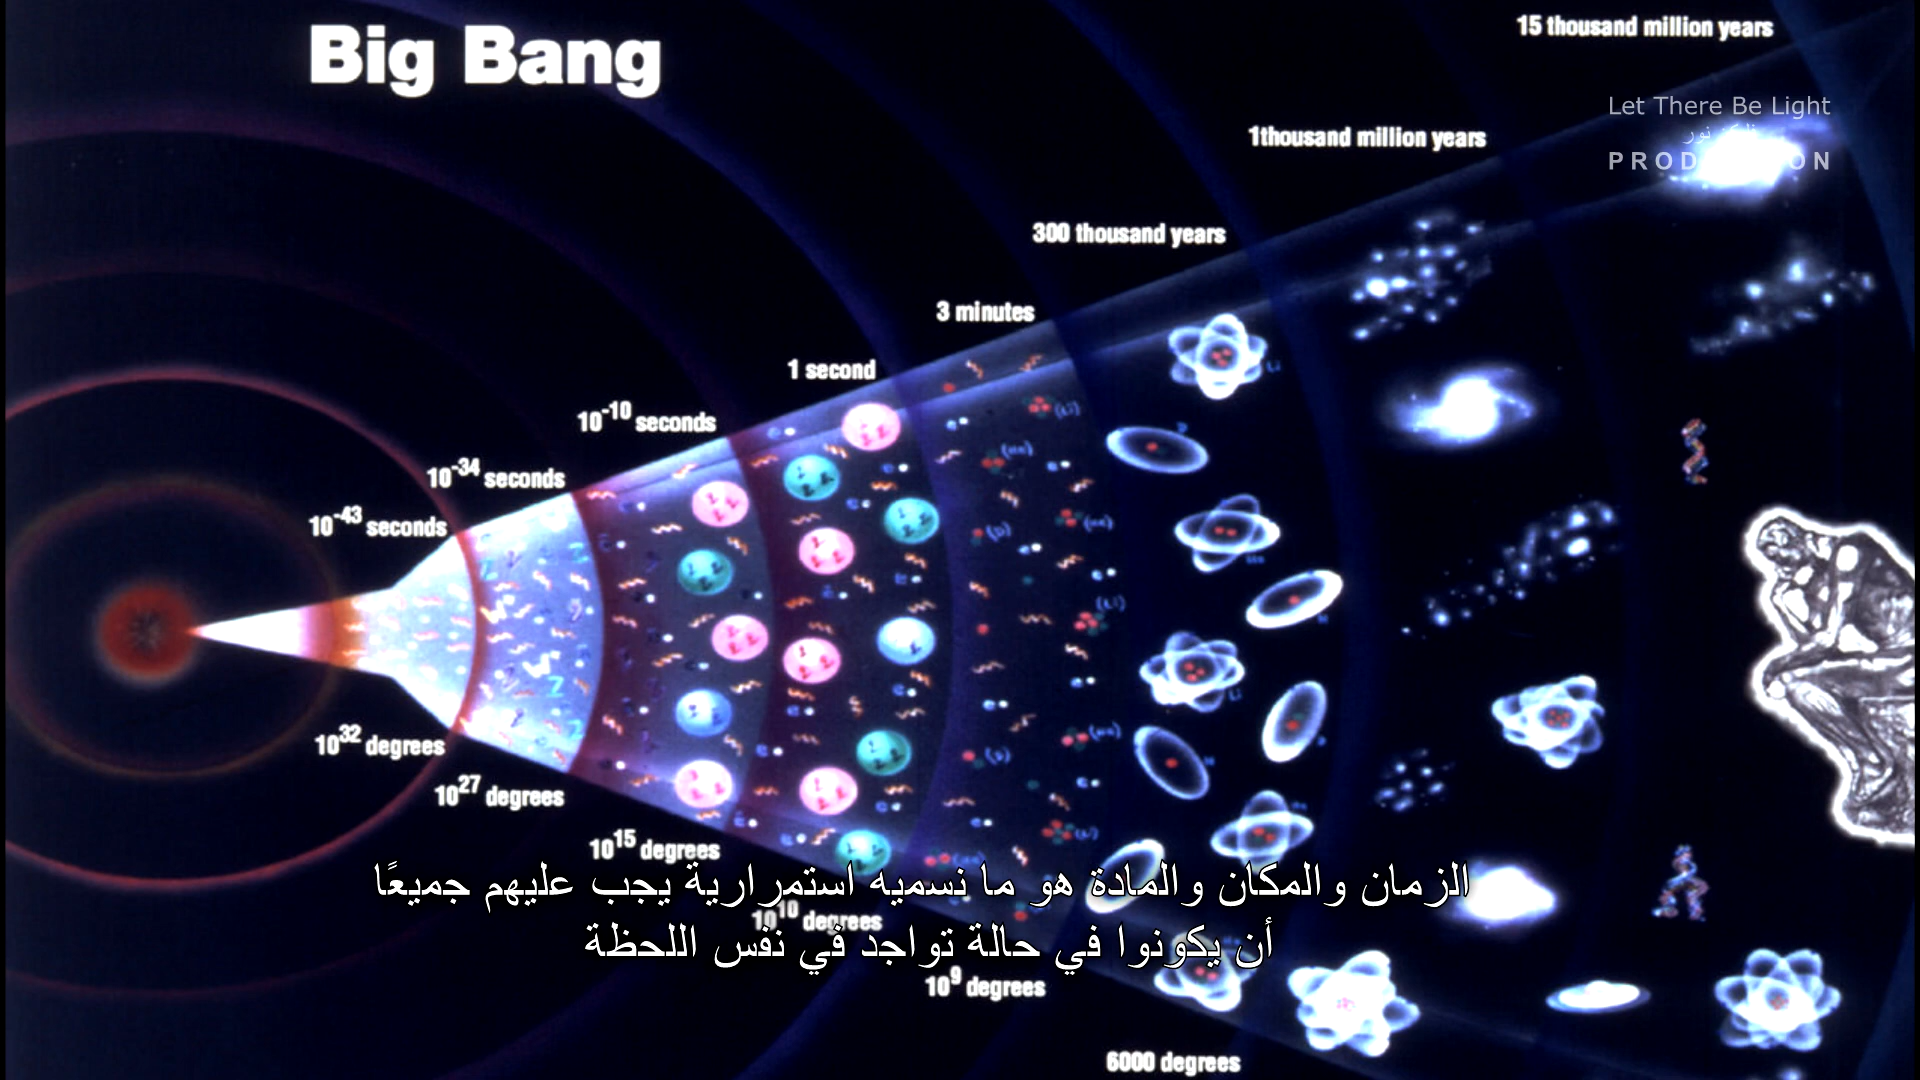 Big Bang
15 thousand million years
Let There Be Light
PROD ON
1thousand million years
300 thousand years
3 minutes
1 second
10⁻¹⁰ seconds
10⁻³⁴ seconds
10⁻⁴³ seconds
10³² degrees
10²⁷ degrees
10¹⁵ degrees
10¹⁰ degrees
10⁹ degrees
6000 degrees
الزمان والمكان والمادة هو ما نسميه استمرارية يجب عليهم جميعًا
أن يكونوا في حالة تواجد في نفس اللحظة